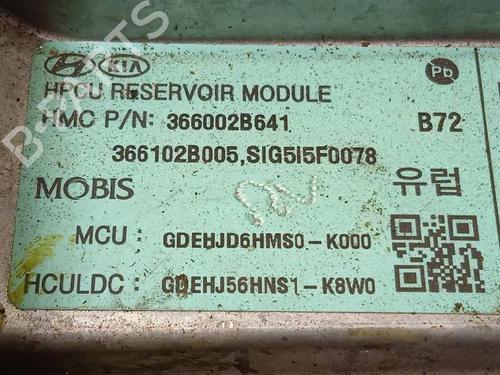 KIA
Pb
HPCU RESERVOIR MODULE
HMC P/N: 366002B641 B72
366102B005,SIG5I5F0078
MOBIS 유럽
MCU : GDEHJD6HMS0-K000
HCULDC : GDEHJ56HNS1-K8W0
B-PARTS